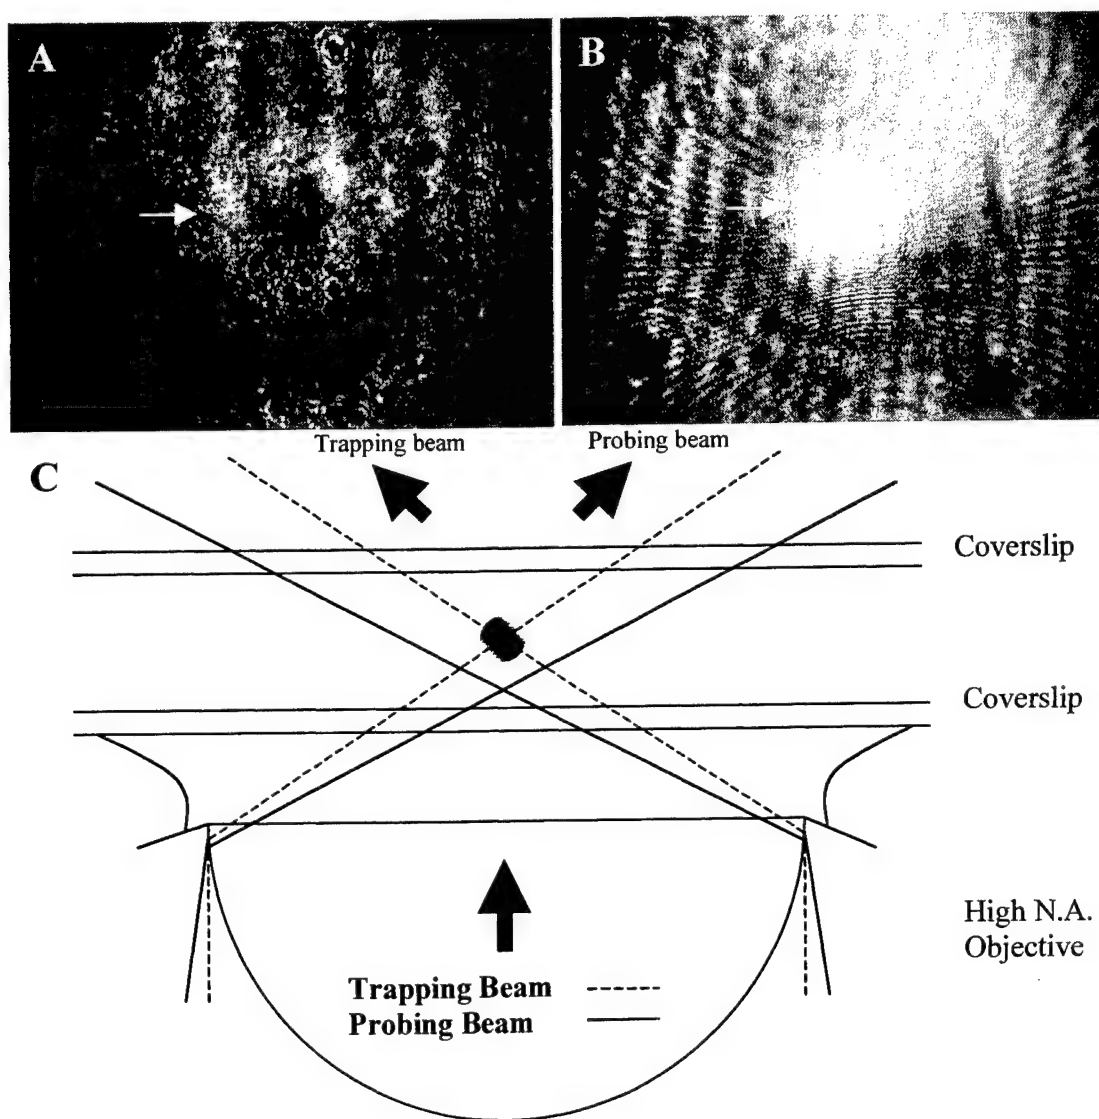 A
B
Trapping beam
Probing beam
C
Coverslip
Coverslip
High N.A.
Objective
Trapping Beam
Probing Beam